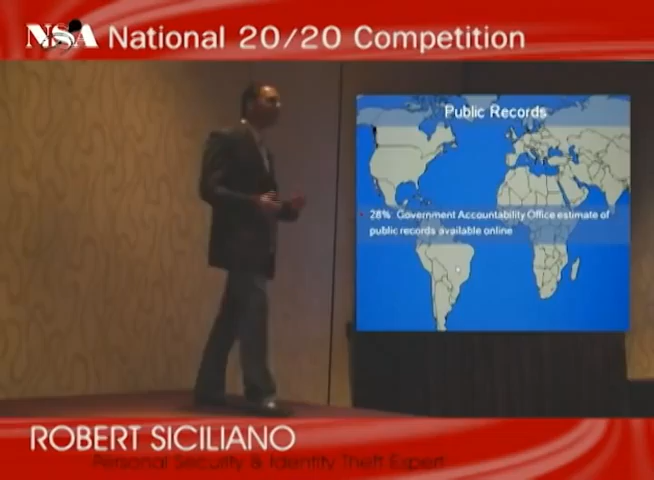 NSA National 20/20 Competition
Public Records
28% Government Accountability Office estimate of
public records available online
ROBERT SICILIANO
Personal Security & Identity Theft Expert